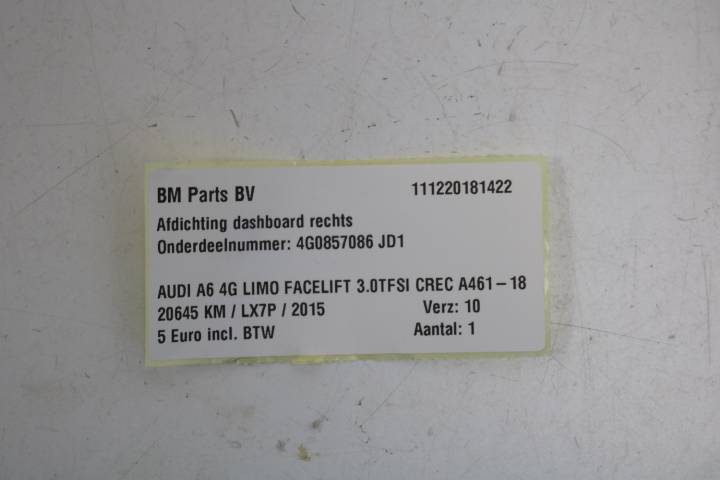 BM Parts BV 111220181422
Afdichting dashboard rechts
Onderdeelnummer: 4G0857086 JD1
AUDI A6 4G LIMO FACELIFT 3.0TFSI CREC A461-18
20645 KM / LX7P / 2015 Verz: 10
5 Euro incl. BTW Aantal: 1